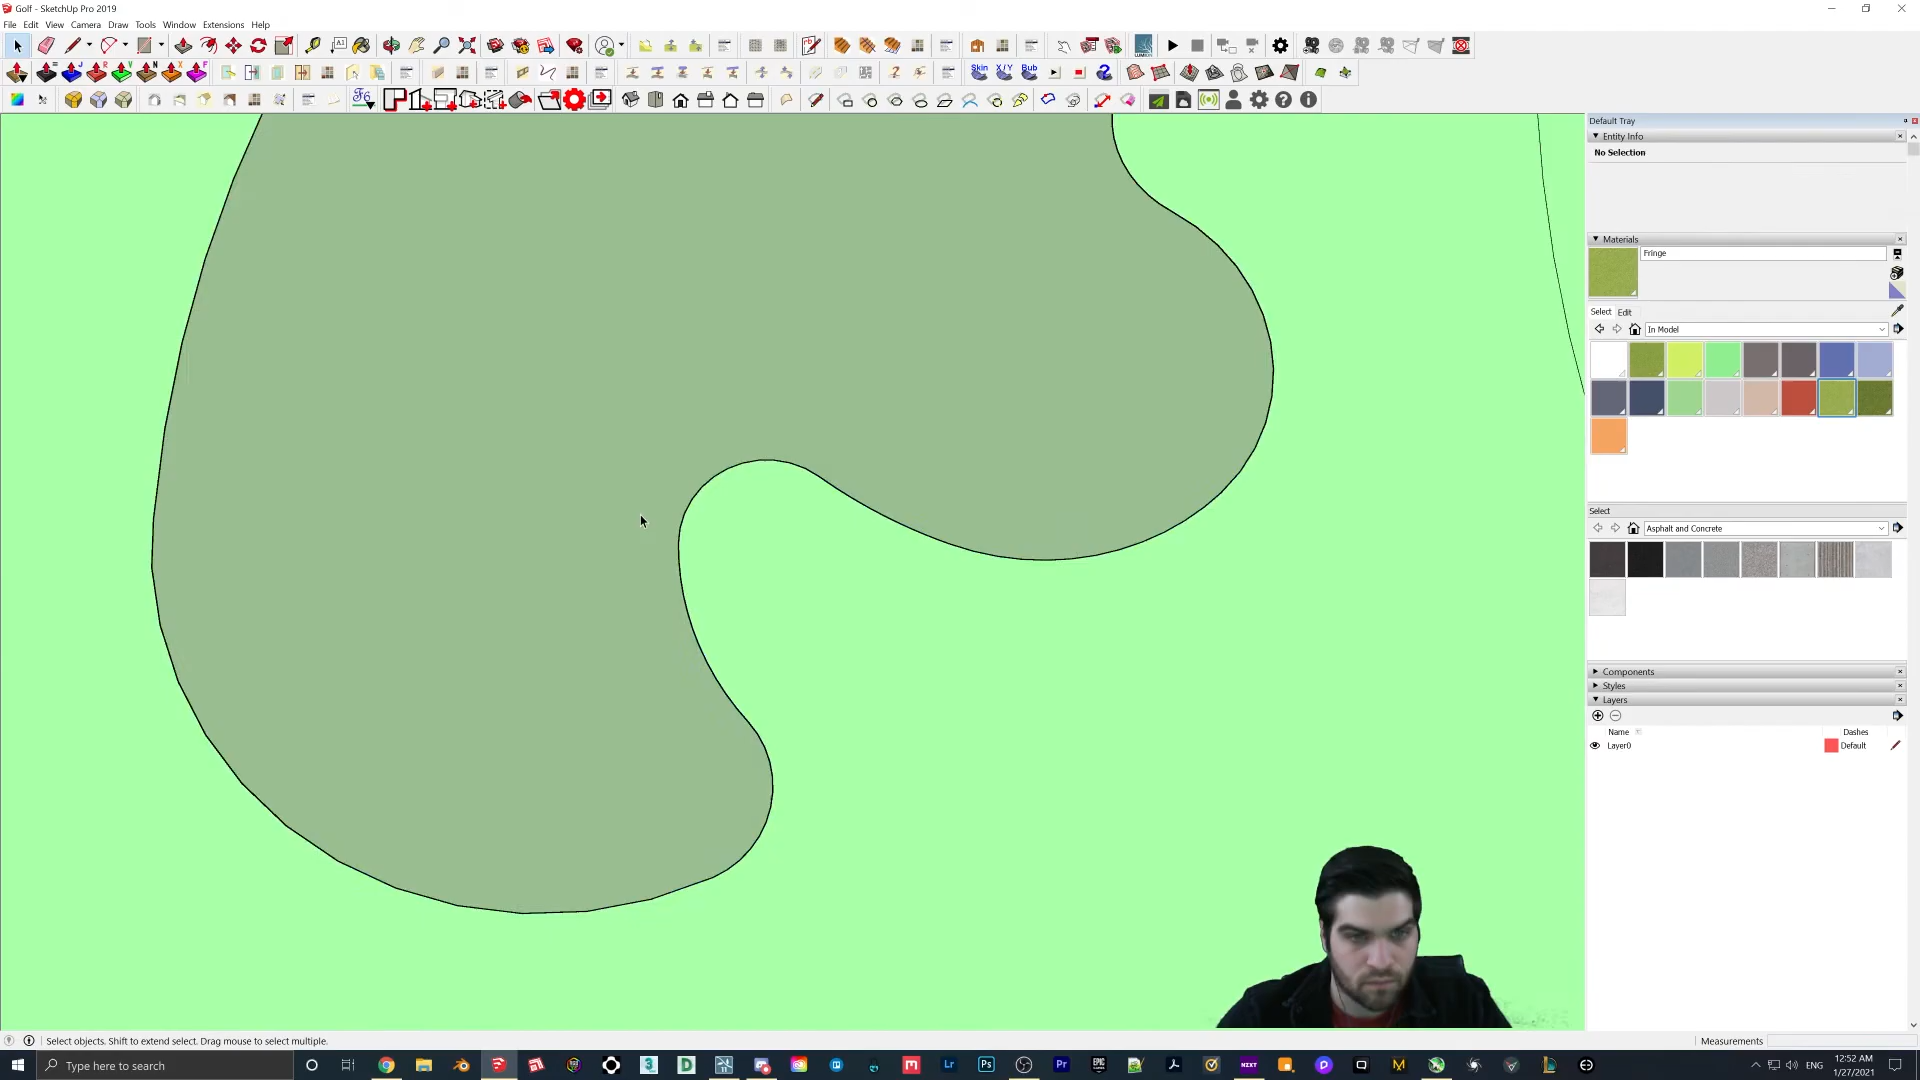 Golf - SketchUp Pro 2019
File Edit View Camera Draw Tools Window Extensions Help
Skin X/Y Bub
Default Tray
Entity Info
No Selection
Materials
Fringe
Select Edit
In Model
Select
Asphalt and Concrete
Components
Styles
Layers
Name Dashes
Layer0 Default
Select objects. Shift to extend select. Drag mouse to select multiple.
Measurements
Type here to search
ENG
12:52 AM
1/27/2021